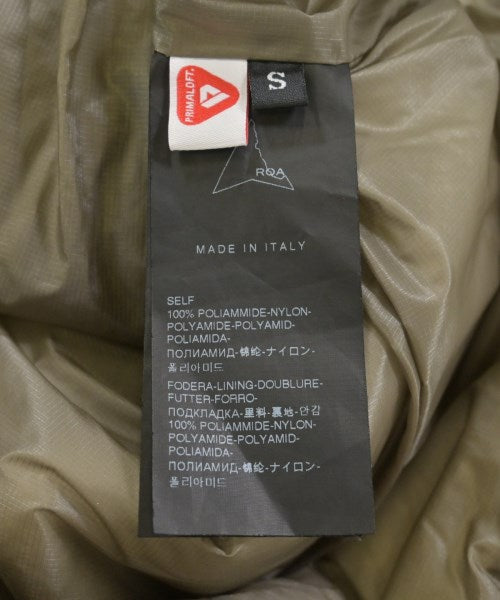 PRIMALOFT.
S
ROA
MADE IN ITALY
SELF
100% POLIAMMIDE-NYLON-
POLYAMIDE-POLYAMID-
POLIAMIDA-
ПОЛИАМИД-锦纶-ナイロン-
폴리아미드
FODERA-LINING-DOUBLURE-
FUTTER-FORRO-
ПОДКЛАДКА-里料-裏地-안감
100% POLIAMMIDE-NYLON-
POLYAMIDE-POLYAMID-
POLIAMIDA-
ПОЛИАМИД-锦纶-ナイロン-
폴리아미드